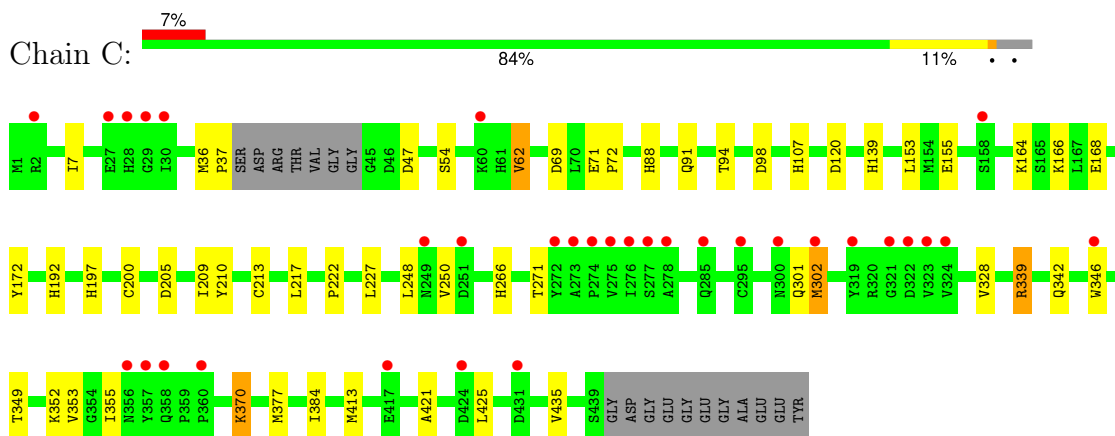 7%
Chain C:
84% 11% • •
M1 R2 I7 E27 H28 G29 I30 M36 P37 SER ASP ARG THR VAL GLY GLY G45 D46 D47 S54 K60 H61 V62 D69 L70 E71 P72 H88 Q91 T94 D98 H107 D120 H139 L153 M154 E155 S158 K164 S165 K166 L167 E168
Y172 H192 H197 C200 D205 I209 Y210 C213 L217 P222 L227 L248 N249 V250 D251 H266 T271 Y272 A273 P274 V275 I276 S277 A278 Q285 C295 N300 Q301 M302 Y319 R320 G321 D322 V323 V324 V328 R339 Q342 W346
T349 K352 V353 G354 I355 N356 Y357 Q358 P359 P360 K370 M377 I384 M413 E417 A421 D424 L425 D431 V435 S439 GLY ASP GLY GLU GLY GLU GLY ALA GLU GLU TYR